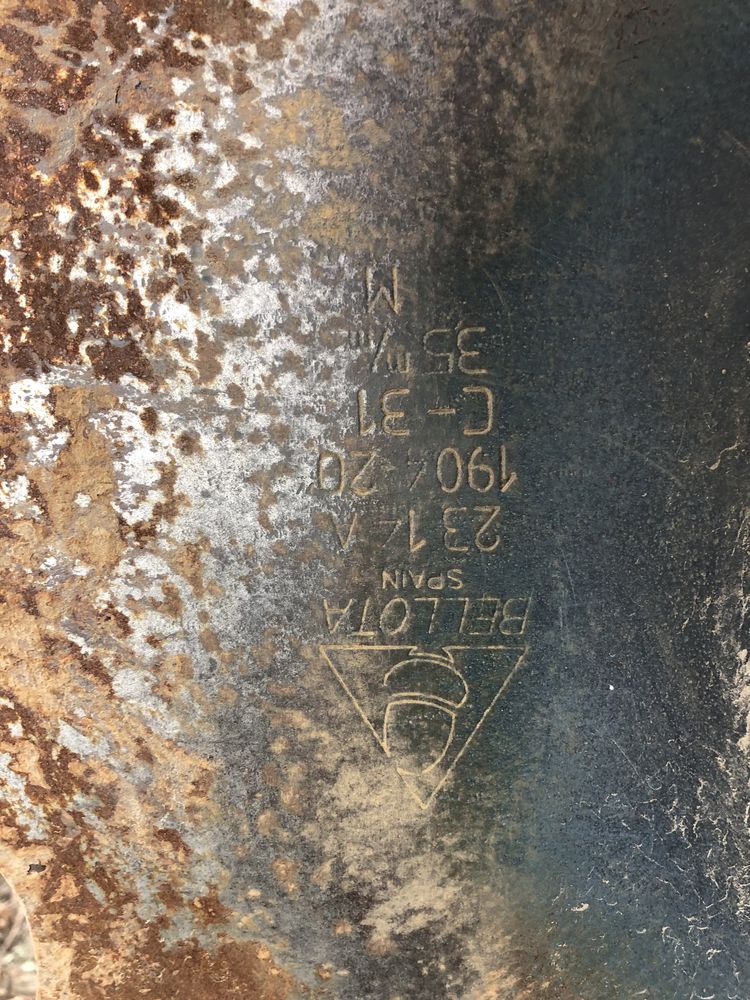 BELLOTA
SPAIN
2314 V
1904-20
C-31
35 m/m
M